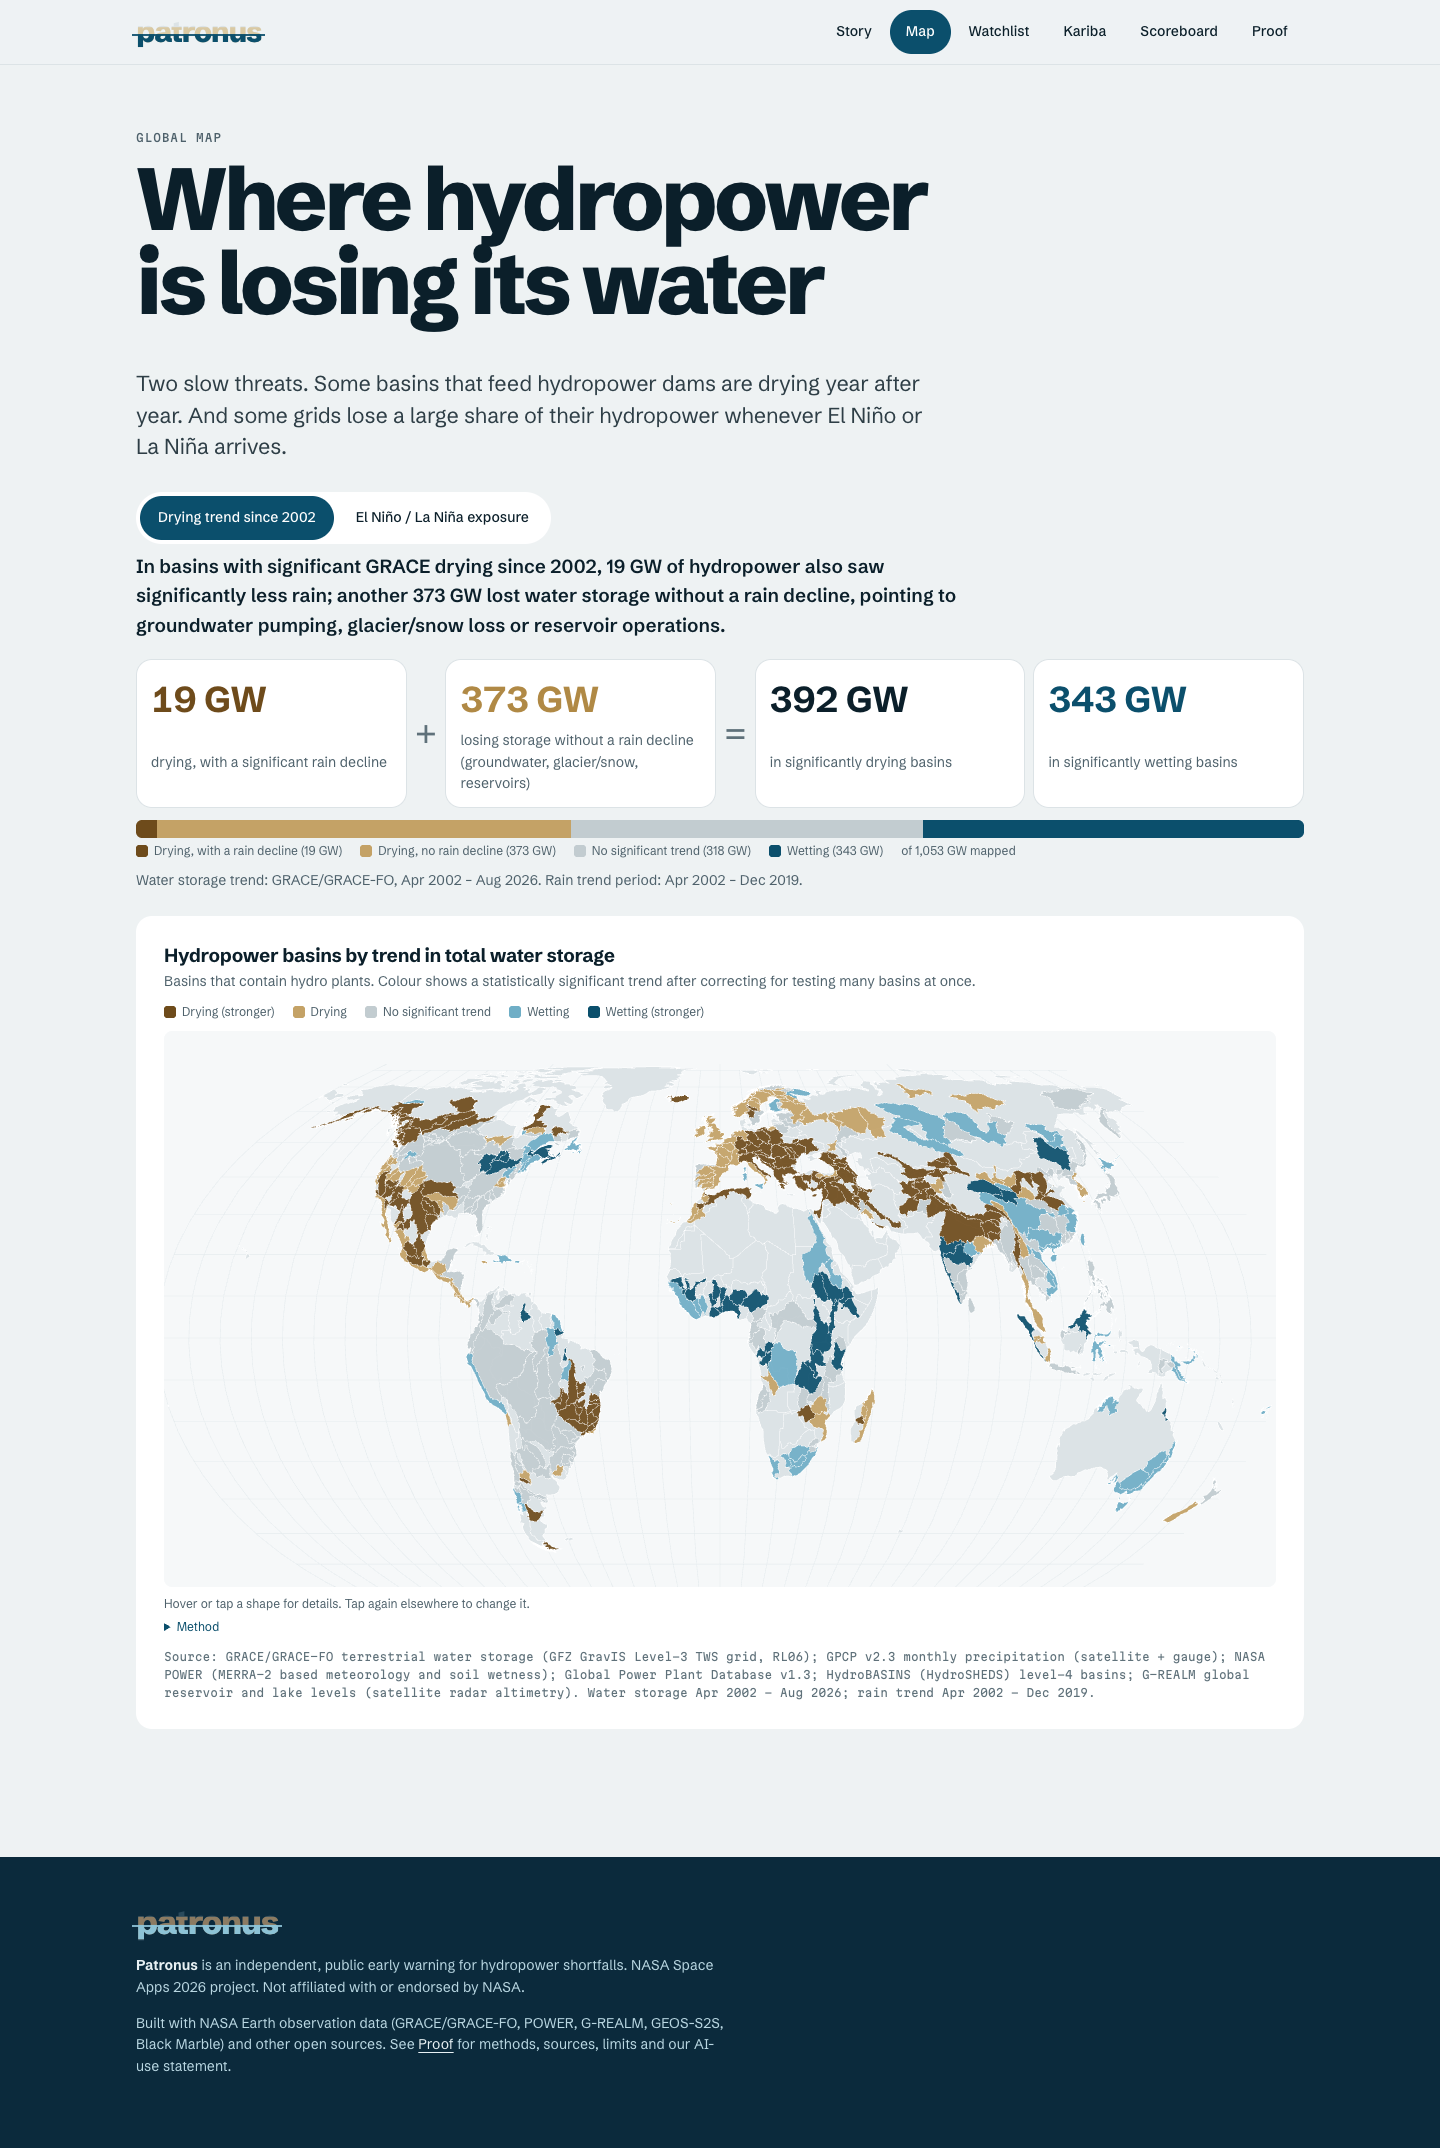 patronus
Story Map Watchlist Kariba Scoreboard Proof
GLOBAL MAP
Where hydropower
is losing its water
Two slow threats. Some basins that feed hydropower dams are drying year after
year. And some grids lose a large share of their hydropower whenever El Niño or
La Niña arrives.
Drying trend since 2002 El Niño / La Niña exposure
In basins with significant GRACE drying since 2002, 19 GW of hydropower also saw
significantly less rain; another 373 GW lost water storage without a rain decline, pointing to
groundwater pumping, glacier/snow loss or reservoir operations.
19 GW
drying, with a significant rain decline
+
373 GW
losing storage without a rain decline
(groundwater, glacier/snow,
reservoirs)
=
392 GW
in significantly drying basins
343 GW
in significantly wetting basins
Drying, with a rain decline (19 GW) Drying, no rain decline (373 GW) No significant trend (318 GW) Wetting (343 GW) of 1,053 GW mapped
Water storage trend: GRACE/GRACE-FO, Apr 2002 – Aug 2026. Rain trend period: Apr 2002 – Dec 2019.
Hydropower basins by trend in total water storage
Basins that contain hydro plants. Colour shows a statistically significant trend after correcting for testing many basins at once.
Drying (stronger) Drying No significant trend Wetting Wetting (stronger)
Hover or tap a shape for details. Tap again elsewhere to change it.
▶ Method
Source: GRACE/GRACE-FO terrestrial water storage (GFZ GravIS Level-3 TWS grid, RL06); GPCP v2.3 monthly precipitation (satellite + gauge); NASA
POWER (MERRA-2 based meteorology and soil wetness); Global Power Plant Database v1.3; HydroBASINS (HydroSHEDS) level-4 basins; G-REALM global
reservoir and lake levels (satellite radar altimetry). Water storage Apr 2002 – Aug 2026; rain trend Apr 2002 – Dec 2019.
patronus
Patronus is an independent, public early warning for hydropower shortfalls. NASA Space
Apps 2026 project. Not affiliated with or endorsed by NASA.
Built with NASA Earth observation data (GRACE/GRACE-FO, POWER, G-REALM, GEOS-S2S,
Black Marble) and other open sources. See Proof for methods, sources, limits and our AI-
use statement.